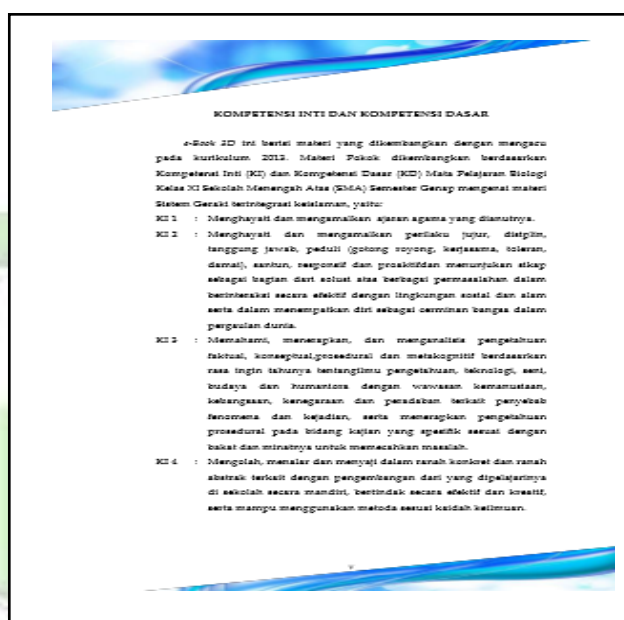 KOMPETENSI INTI DAN KOMPETENSI DASAR
e-Book 3D ini berisi materi yang dikembangkan dengan mengacu
pada kurikulum 2013. Materi Pokok dikembangkan berdasarkan
Kompetensi Inti (KI) dan Kompetensi Dasar (KD) Mata Pelajaran Biologi
Kelas XI Sekolah Menengah Atas (SMA) Semester Genap mengenai materi
Sistem Geraki terintegrasi keislaman, yaitu:
KI 1 : Menghayati dan mengamalkan ajaran agama yang dianutnya.
KI 2 : Menghayati dan mengamalkan perilaku jujur, disiplin,
tanggung jawab, peduli (gotong royong, kerjasama, toleran,
damai), santun, responsif dan proaktifdan menunjukan sikap
sebagai bagian dari solusi atas berbagai permasalahan dalam
berinteraksi secara efektif dengan lingkungan sosial dan alam
serta dalam menempatkan diri sebagai cerminan bangsa dalam
pergaulan dunia.
KI 3 : Memahami, menerapkan, dan menganalisis pengetahuan
faktual, konseptual,prosedural dan metakognitif berdasarkan
rasa ingin tahunya tentangilmu pengetahuan, teknologi, seni,
budaya dan humaniora dengan wawasan kemanusiaan,
kebangsaan, kenegaraan dan peradaban terkait penyebab
fenomena dan kejadian, serta menerapkan pengetahuan
prosedural pada bidang kajian yang spesifik sesuai dengan
bakat dan minatnya untuk memecahkan masalah.
KI 4 : Mengolah, menalar dan menyaji dalam ranah konkret dan ranah
abstrak terkait dengan pengembangan dari yang dipelajarinya
di sekolah secara mandiri, bertindak secara efektif dan kreatif,
serta mampu menggunakan metoda sesuai kaidah keilmuan.
v